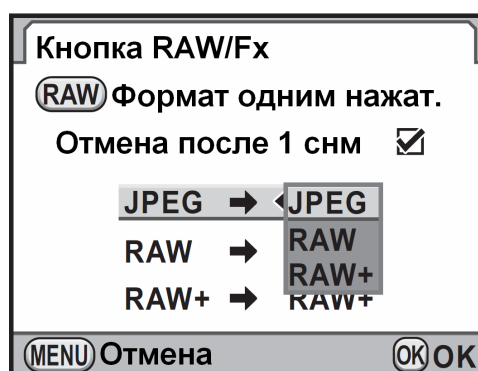 Кнопка RAW/Fx
RAW Формат одним нажат.
Отмена после 1 снм
JPEG JPEG
RAW RAW
RAW+
RAW+ RAW+
MENU Отмена OK OK